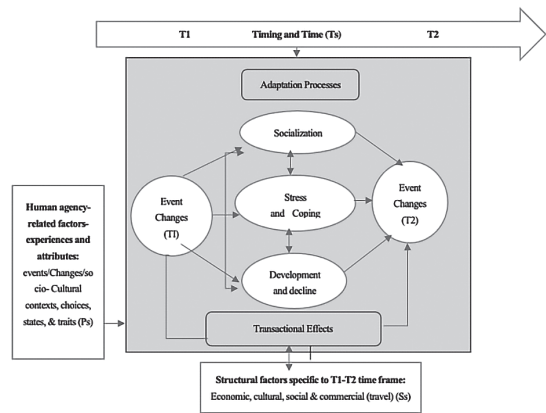 T1 Timing and Time (Ts) T2
Adaptation Processes
Socialization
Event
Changes
(TI)
Stress
and Coping
Event
Changes
(T2)
Development
and decline
Transactional Effects
Human agency-
related factors-
experiences and
attributes:
events/Changes/so
cio- Cultural
contexts, choices,
states, & traits (Ps)
Structural factors specific to T1-T2 time frame:
Economic, cultural, social & commercial (travel) (Ss)